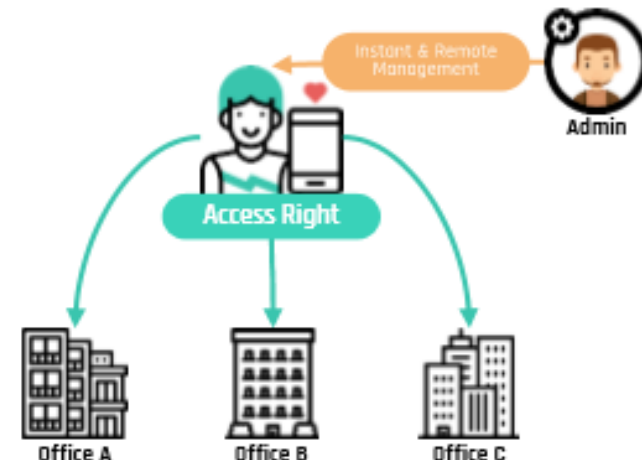 Instant & Remote
Management
Admin
Access Right
Office A
Office B
Office C